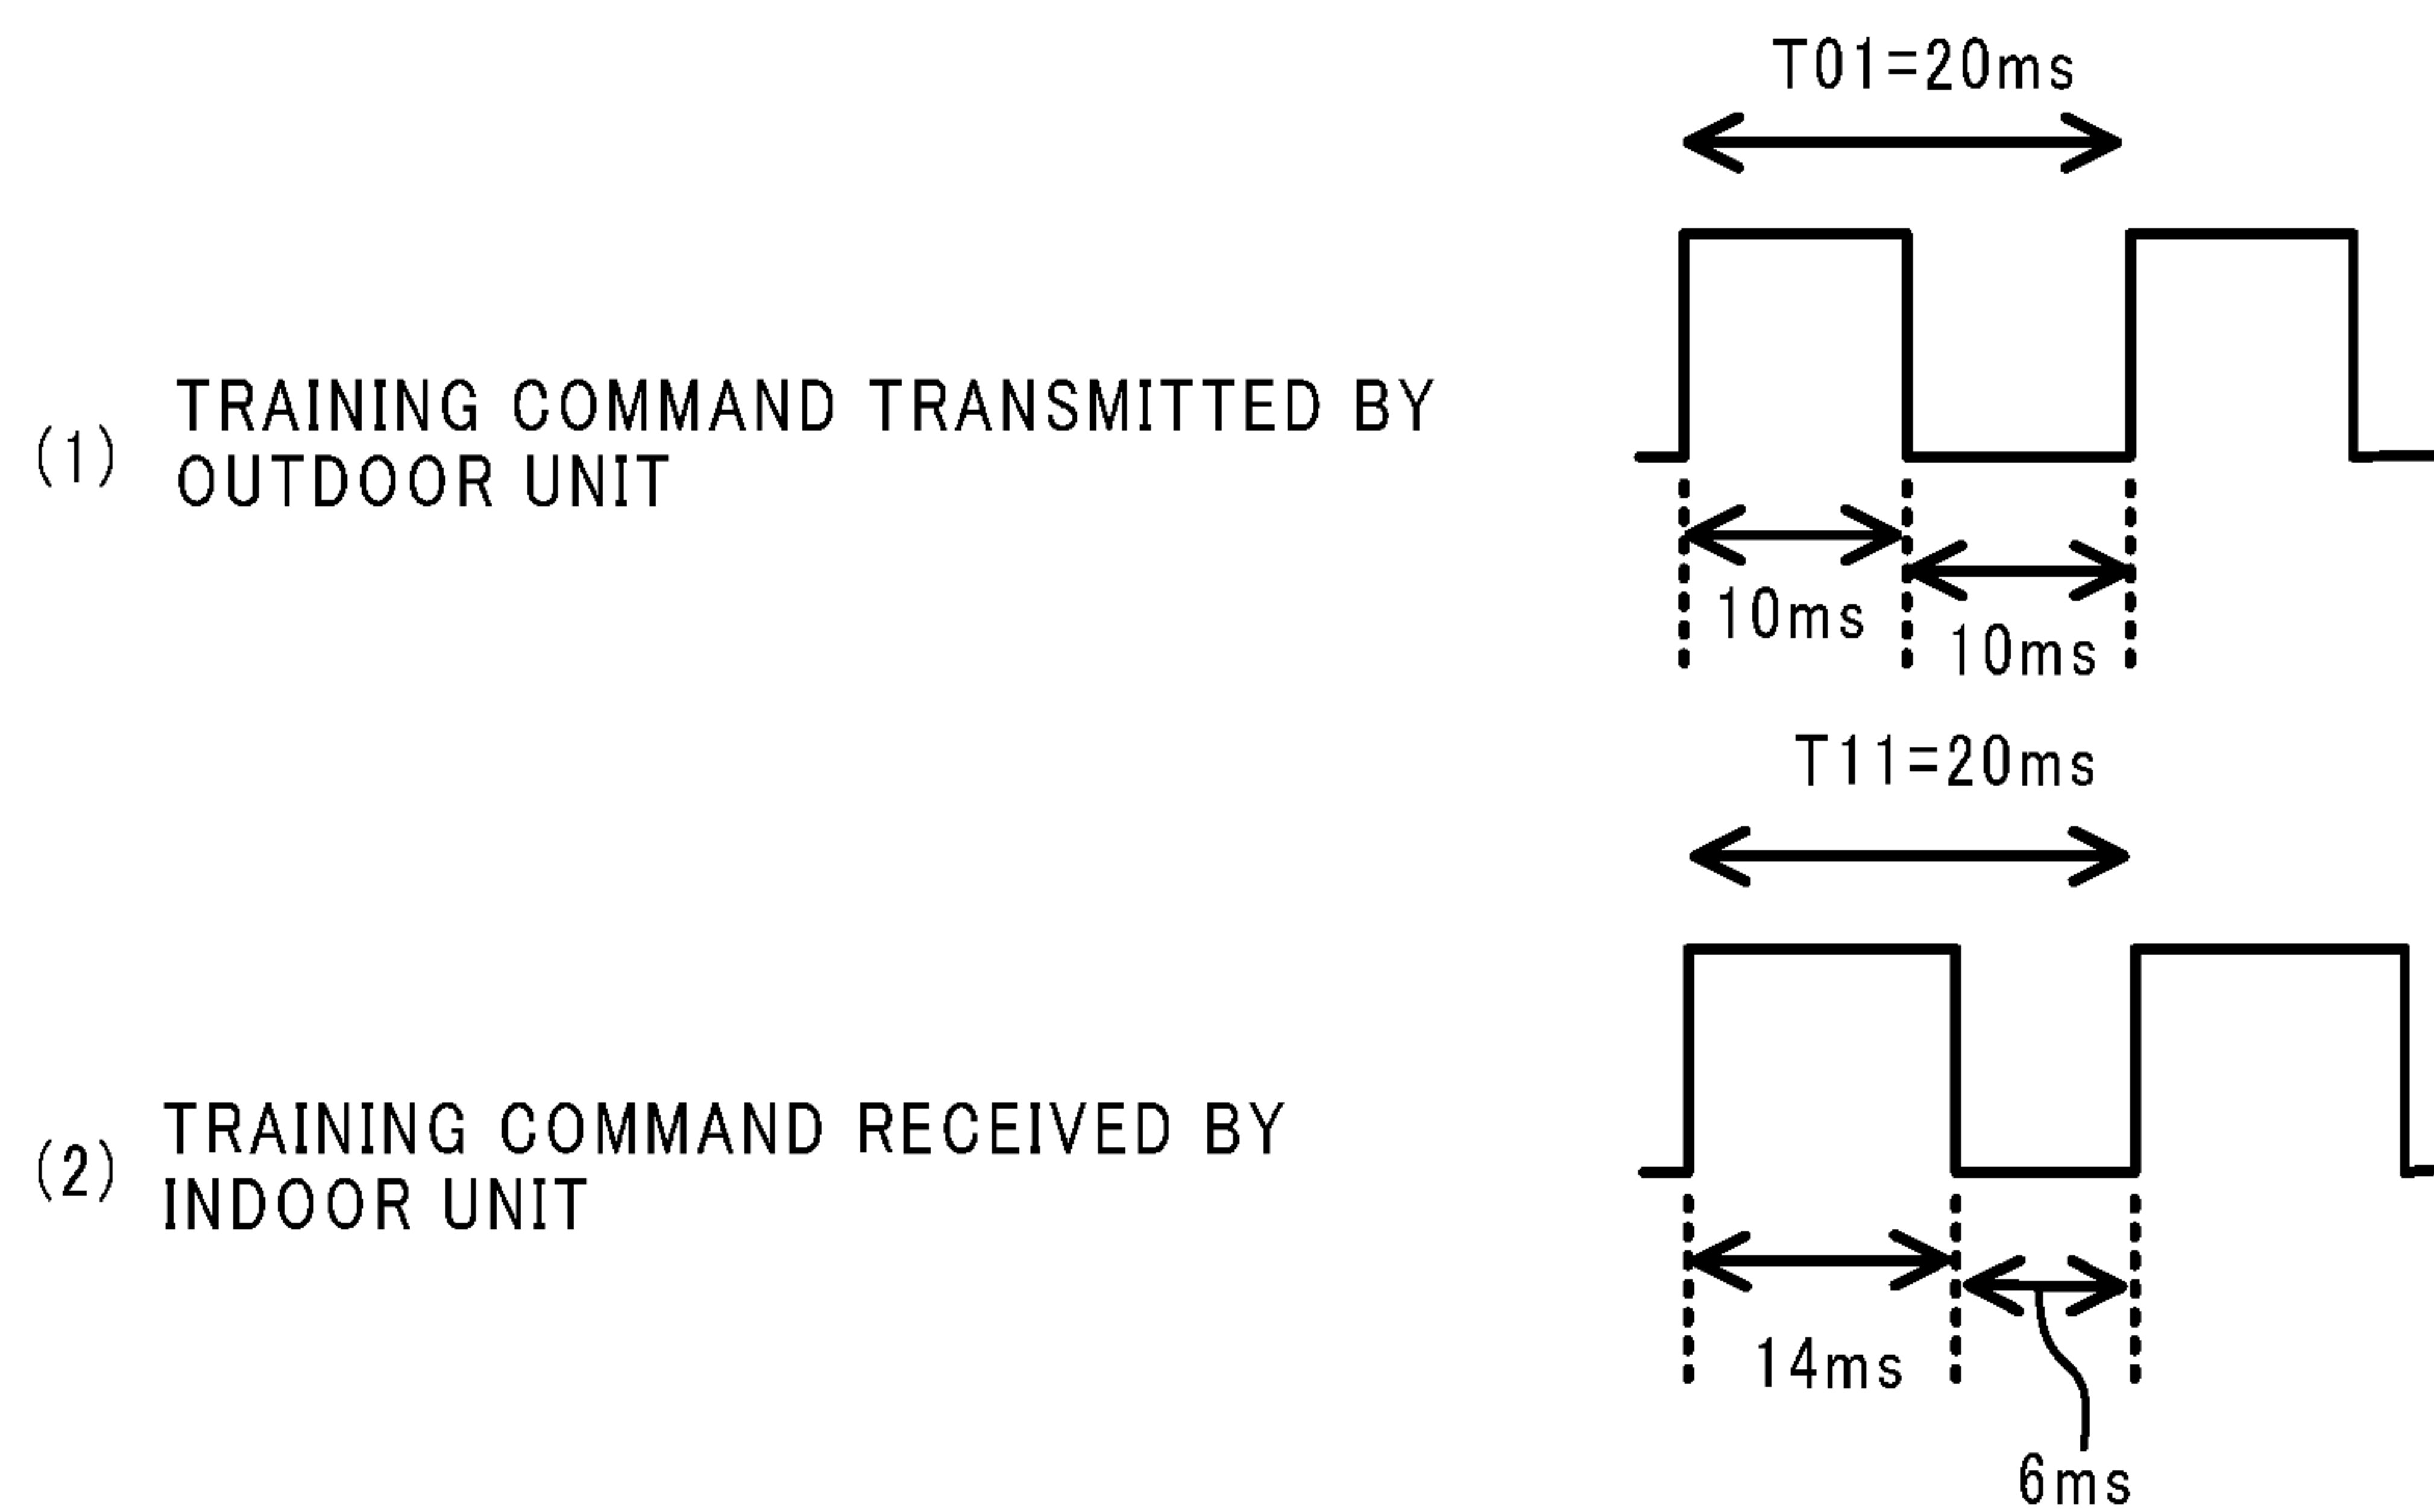 T01=20ms
(1) TRAINING COMMAND TRANSMITTED BY
OUTDOOR UNIT
10ms
10ms
T11=20ms
(2) TRAINING COMMAND RECEIVED BY
INDOOR UNIT
14ms
6ms